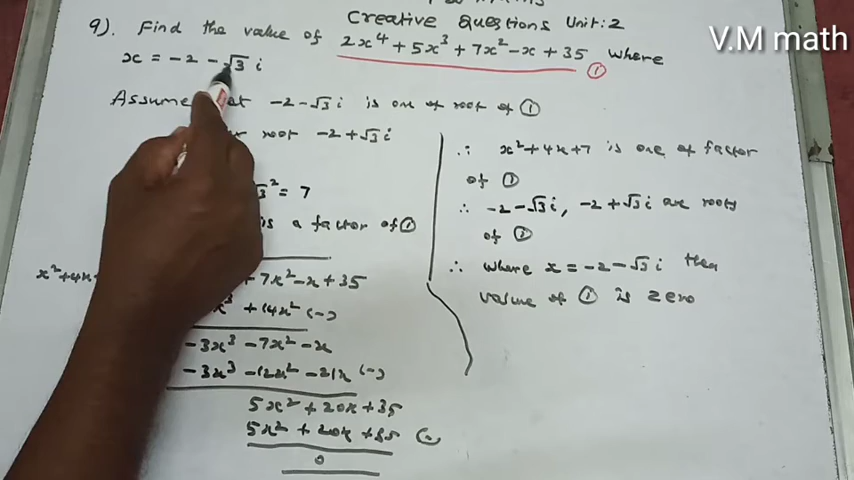 Creative Questions Unit:2
V.M math
9). Find the value of 2x⁴ + 5x³ + 7x² - x + 35 where
x = -2 - √3 i
①
Assume -2 - √3 i is one of root of ①
root -2 + √3 i
² = 7
is a factor of ①
x² + 4x
7x² - x + 35
+ 14x² (-)
-3x³ - 7x² - x
-3x³ - 12x² - 21x (-)
5x² + 20x + 35
5x² + 20x + 35 (-)
0
∴ x² + 4x + 7 is one of factor
of ①
∴ -2 - √3 i, -2 + √3 i are roots
of ①
∴ where x = -2 - √3 i then
value of ① is zero